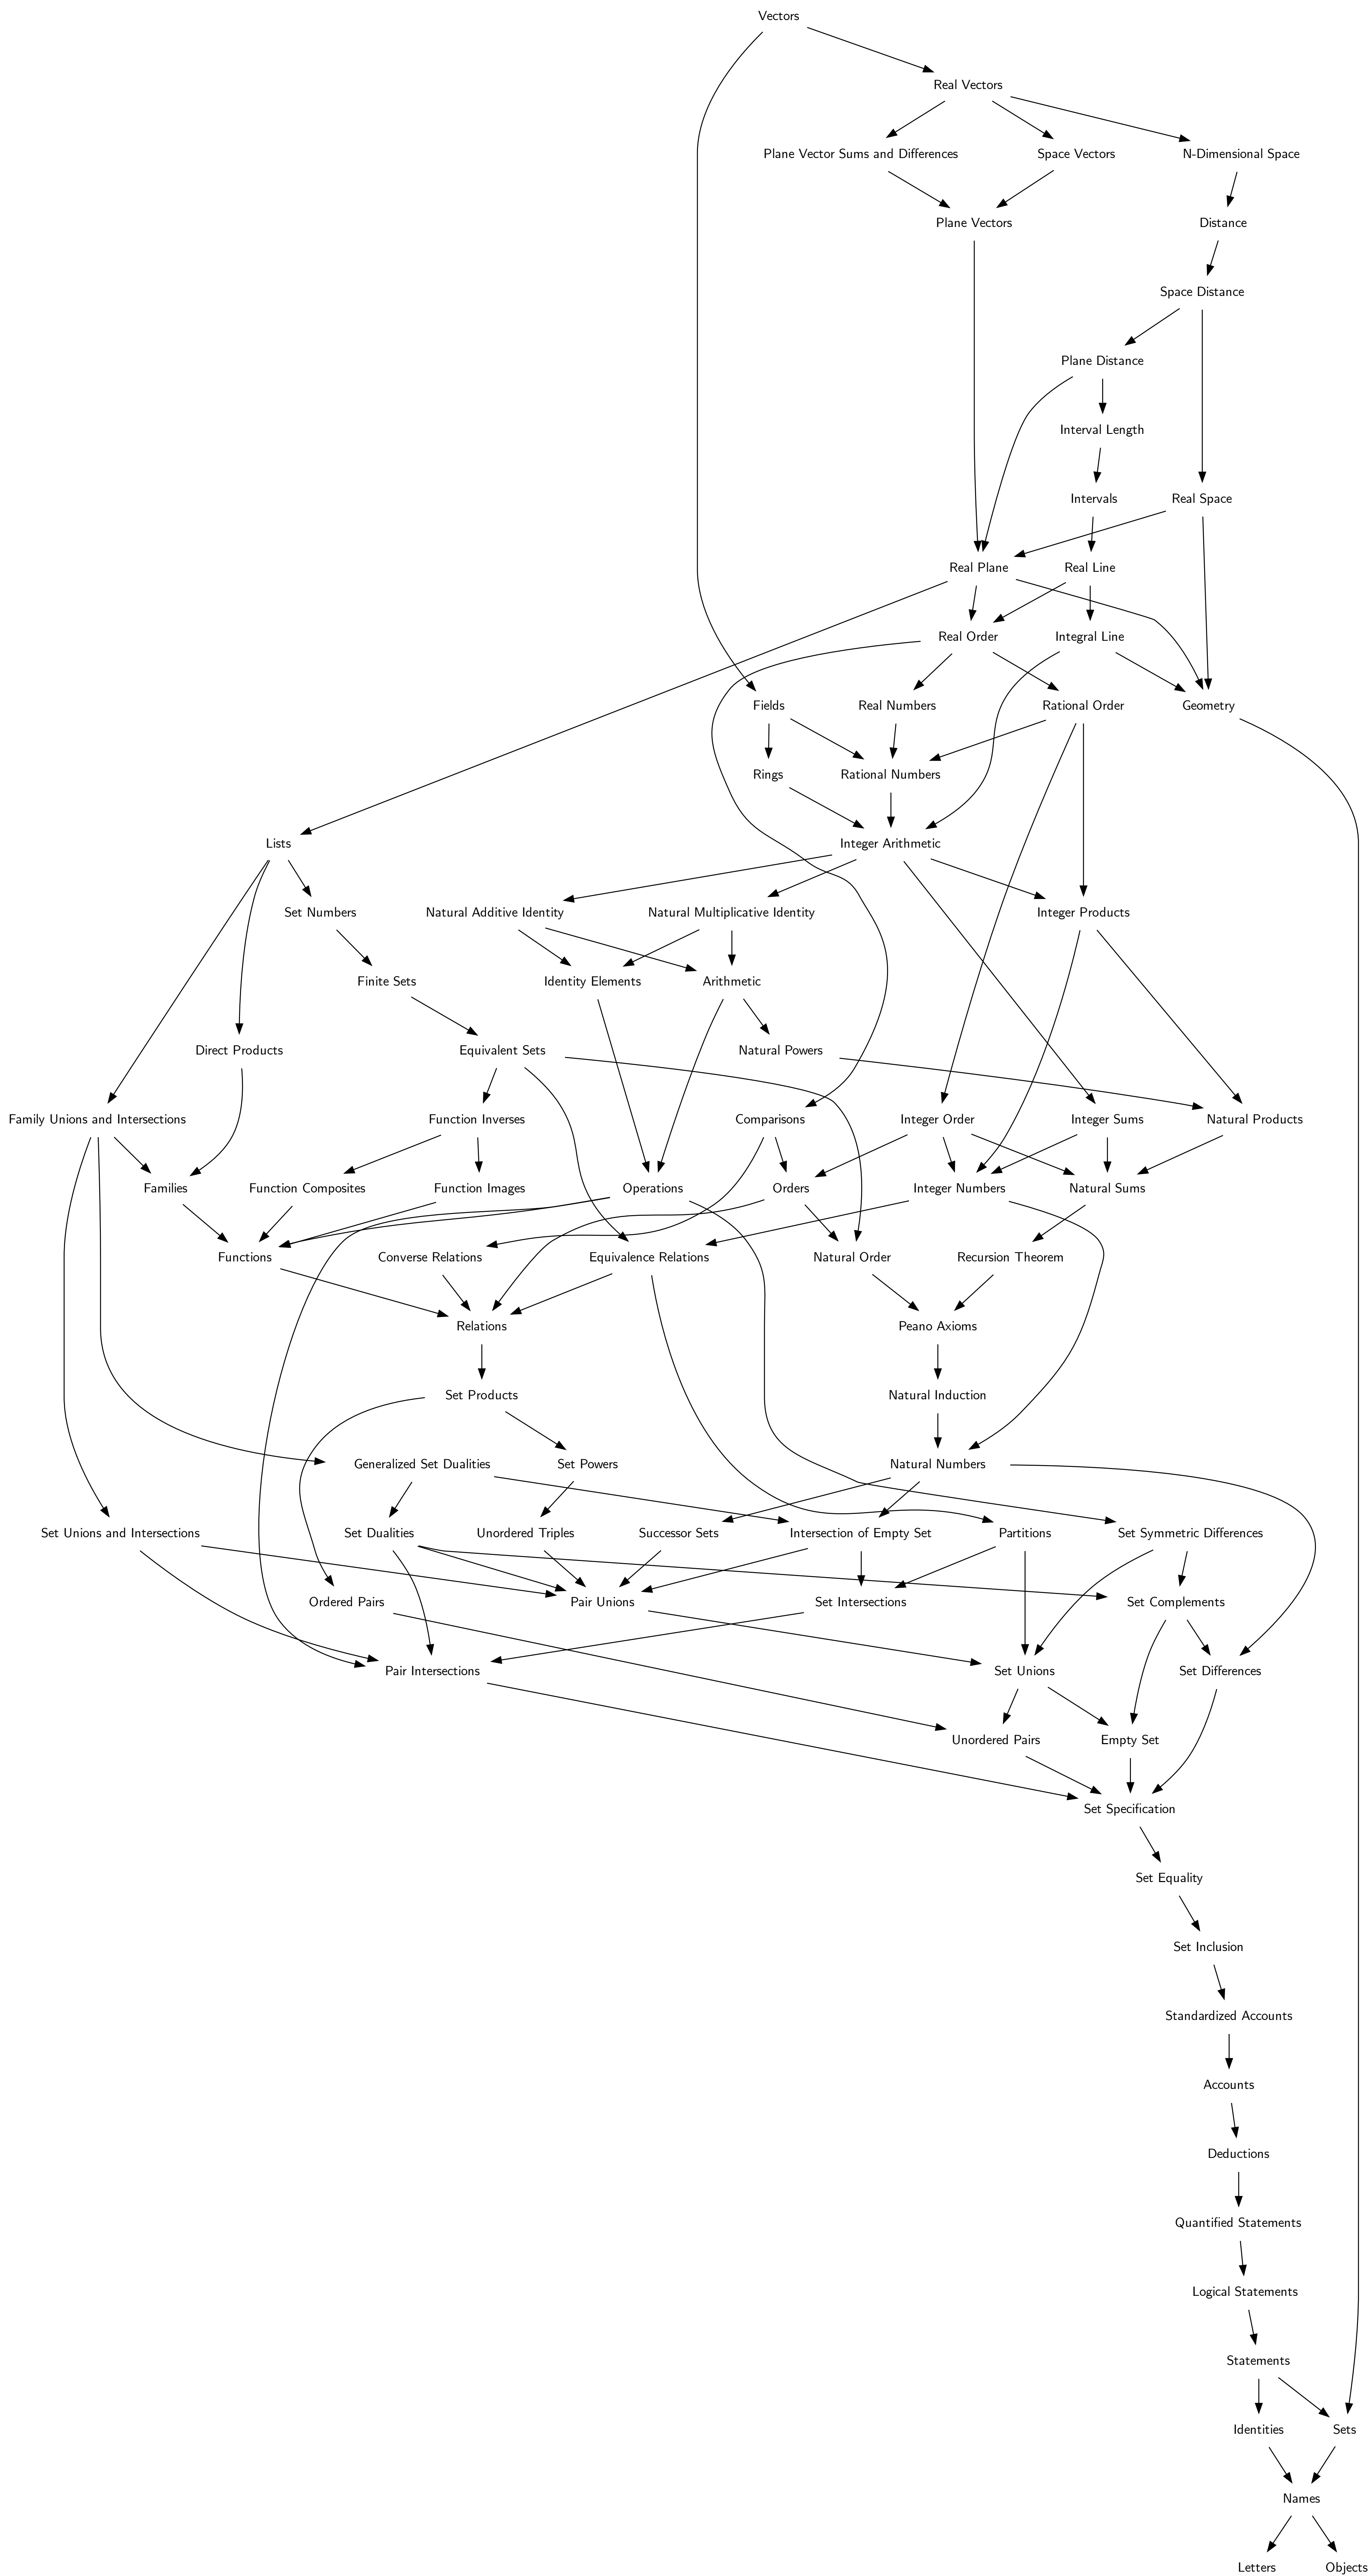 Vectors
Real Vectors
Plane Vector Sums and Differences
Space Vectors
N-Dimensional Space
Plane Vectors
Distance
Space Distance
Plane Distance
Interval Length
Intervals
Real Space
Real Plane
Real Line
Real Order
Integral Line
Fields
Real Numbers
Rational Order
Geometry
Rings
Rational Numbers
Lists
Integer Arithmetic
Set Numbers
Natural Additive Identity
Natural Multiplicative Identity
Integer Products
Finite Sets
Identity Elements
Arithmetic
Direct Products
Equivalent Sets
Natural Powers
Family Unions and Intersections
Function Inverses
Comparisons
Integer Order
Integer Sums
Natural Products
Families
Function Composites
Function Images
Operations
Orders
Integer Numbers
Natural Sums
Functions
Converse Relations
Equivalence Relations
Natural Order
Recursion Theorem
Relations
Peano Axioms
Set Products
Natural Induction
Generalized Set Dualities
Set Powers
Natural Numbers
Set Unions and Intersections
Set Dualities
Unordered Triples
Successor Sets
Intersection of Empty Set
Partitions
Set Symmetric Differences
Ordered Pairs
Pair Unions
Set Intersections
Set Complements
Pair Intersections
Set Unions
Set Differences
Unordered Pairs
Empty Set
Set Specification
Set Equality
Set Inclusion
Standardized Accounts
Accounts
Deductions
Quantified Statements
Logical Statements
Statements
Identities
Sets
Names
Letters
Objects